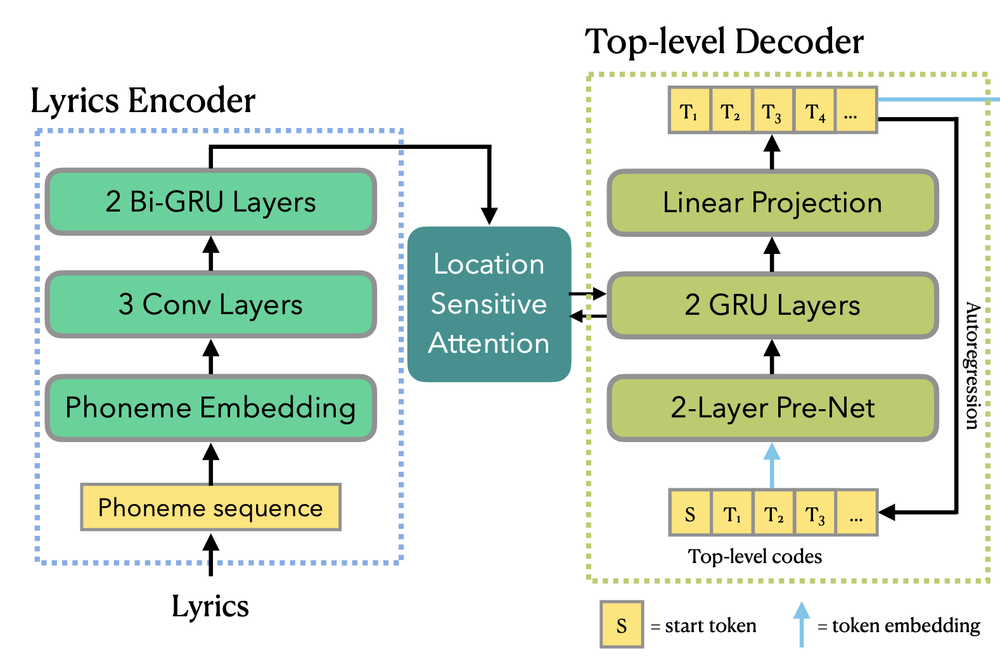 Lyrics Encoder
2 Bi-GRU Layers
3 Conv Layers
Phoneme Embedding
Phoneme sequence
Lyrics
Location
Sensitive
Attention
Top-level Decoder
T₁ T₂ T₃ T₄ ...
Linear Projection
2 GRU Layers
2-Layer Pre-Net
S T₁ T₂ T₃ ...
Top-level codes
Autoregression
S = start token
= token embedding